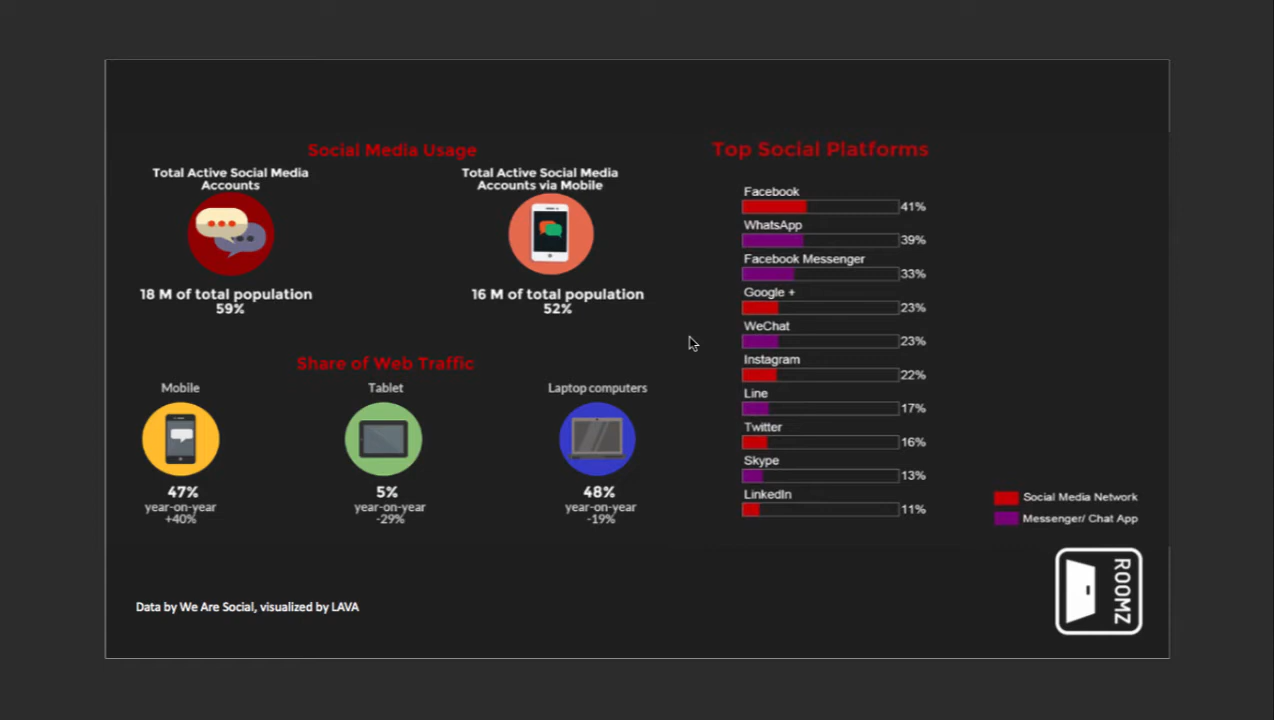 Social Media Usage
Total Active Social Media
Accounts
18 M of total population
59%
Total Active Social Media
Accounts via Mobile
16 M of total population
52%
Share of Web Traffic
Mobile
47%
year-on-year
+40%
Tablet
5%
year-on-year
-29%
Laptop computers
48%
year-on-year
-19%
Top Social Platforms
Facebook
41%
WhatsApp
39%
Facebook Messenger
33%
Google +
23%
WeChat
23%
Instagram
22%
Line
17%
Twitter
16%
Skype
13%
LinkedIn
11%
Social Media Network
Messenger/ Chat App
ROOMZ
Data by We Are Social, visualized by LAVA